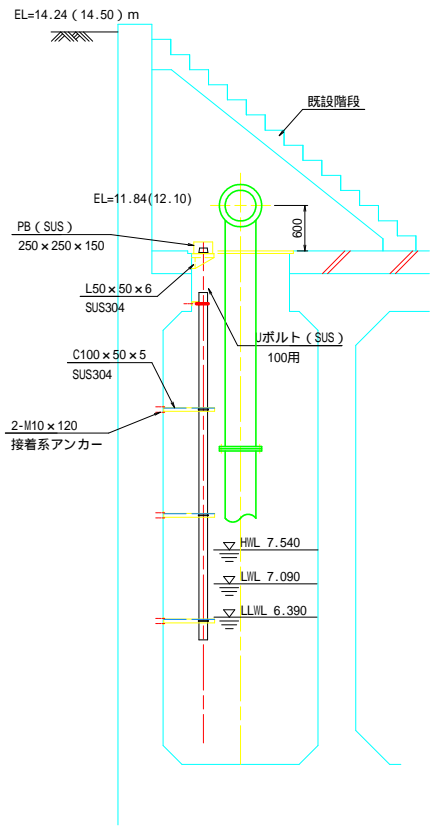 EL=14.24(14.50)m
既設階段
EL=11.84(12.10)
600
PB(SUS)
250×250×150
L50×50×6
SUS304
Uボルト(SUS)
100用
C100×50×5
SUS304
2-M10×120
接着系アンカー
HWL 7.540
LWL 7.090
LLWL 6.390